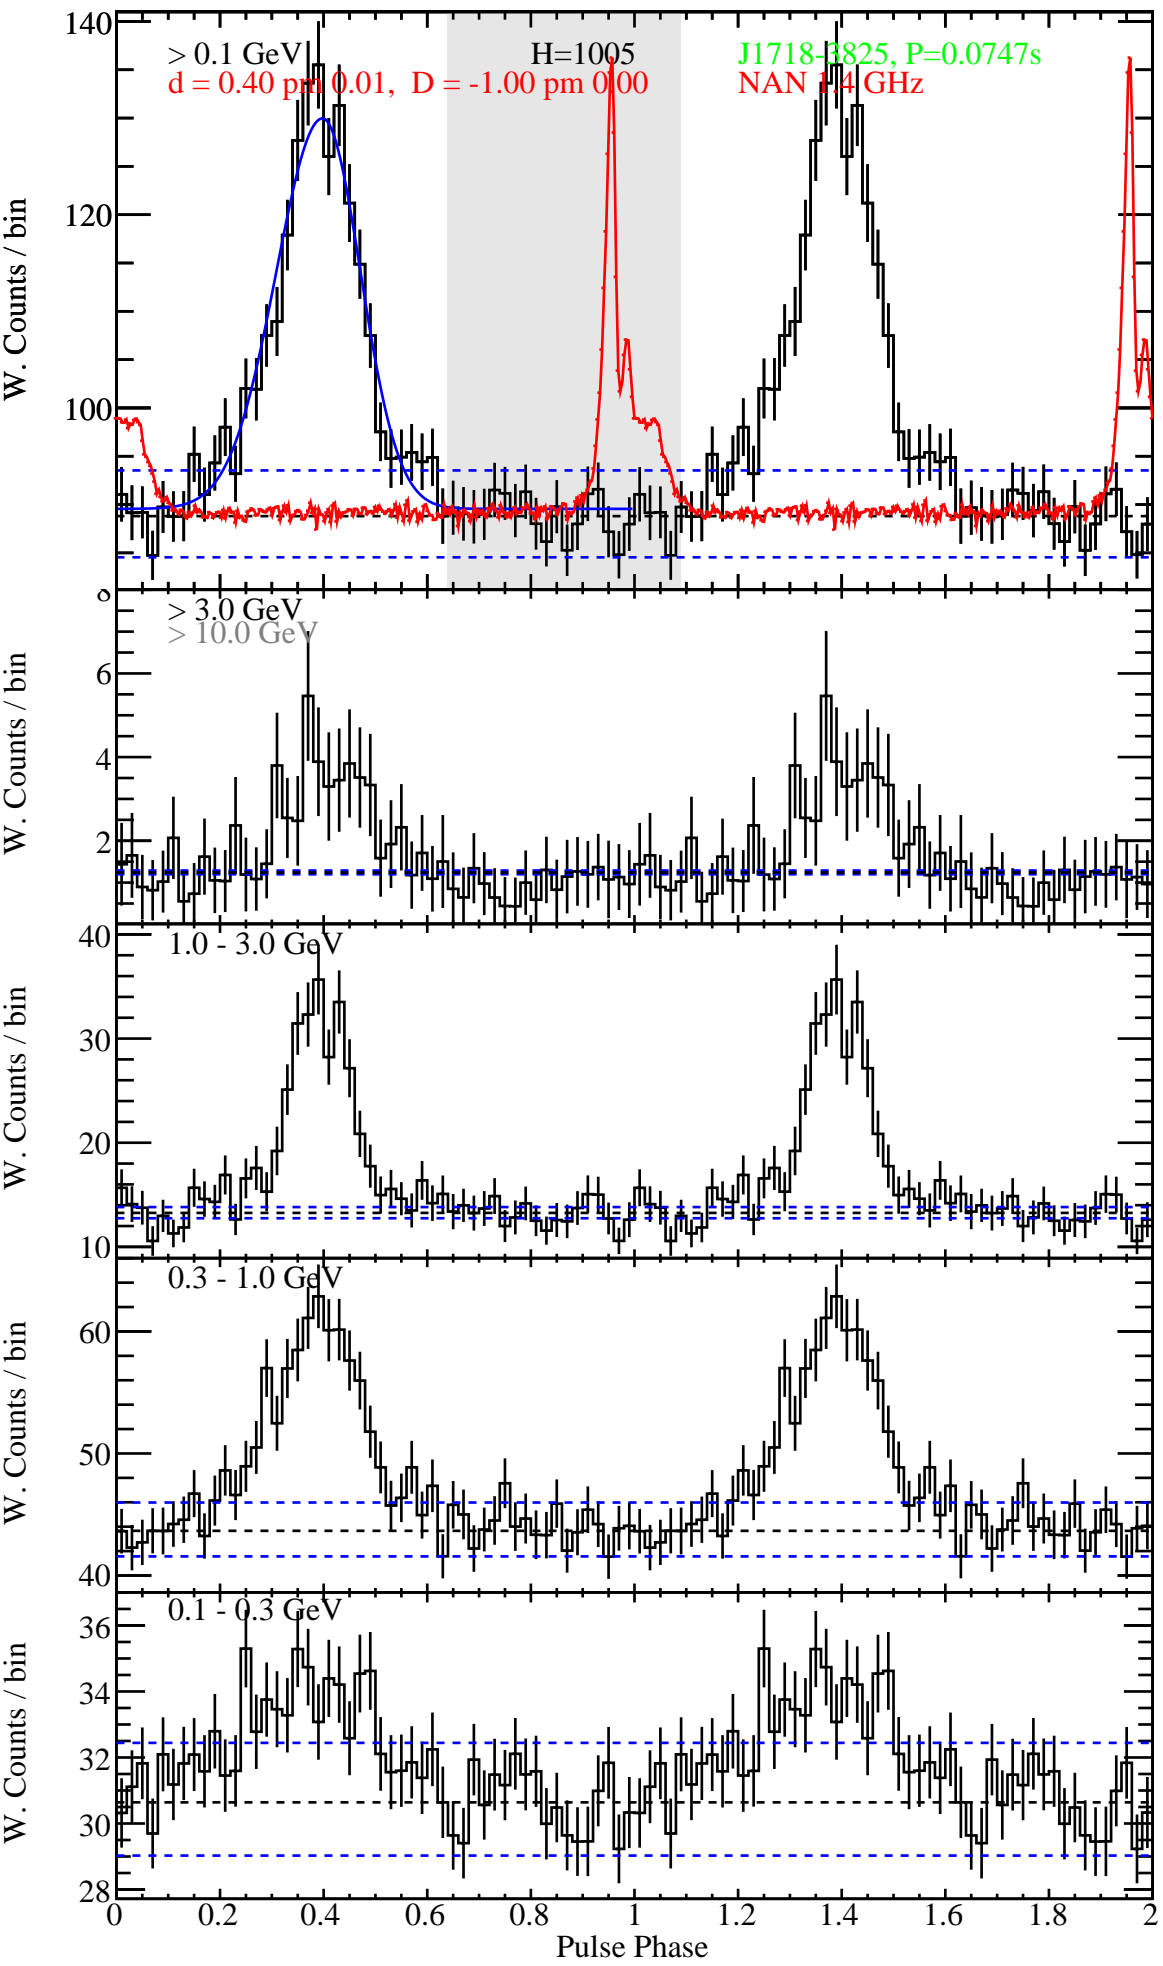 140
> 0.1 GeV H=1005 J1718-3825, P=0.0747s
d = 0.40 pm 0.01, D = -1.00 pm 0.00 NAN 1.4 GHz
120
W. Counts / bin
100
8
> 3.0 GeV
> 10.0 GeV
6
W. Counts / bin
4
2
40
1.0 - 3.0 GeV
30
W. Counts / bin
20
10
0.3 - 1.0 GeV
60
W. Counts / bin
50
40
0.1 - 0.3 GeV
36
34
W. Counts / bin
32
30
28
0 0.2 0.4 0.6 0.8 1 1.2 1.4 1.6 1.8 2
Pulse Phase